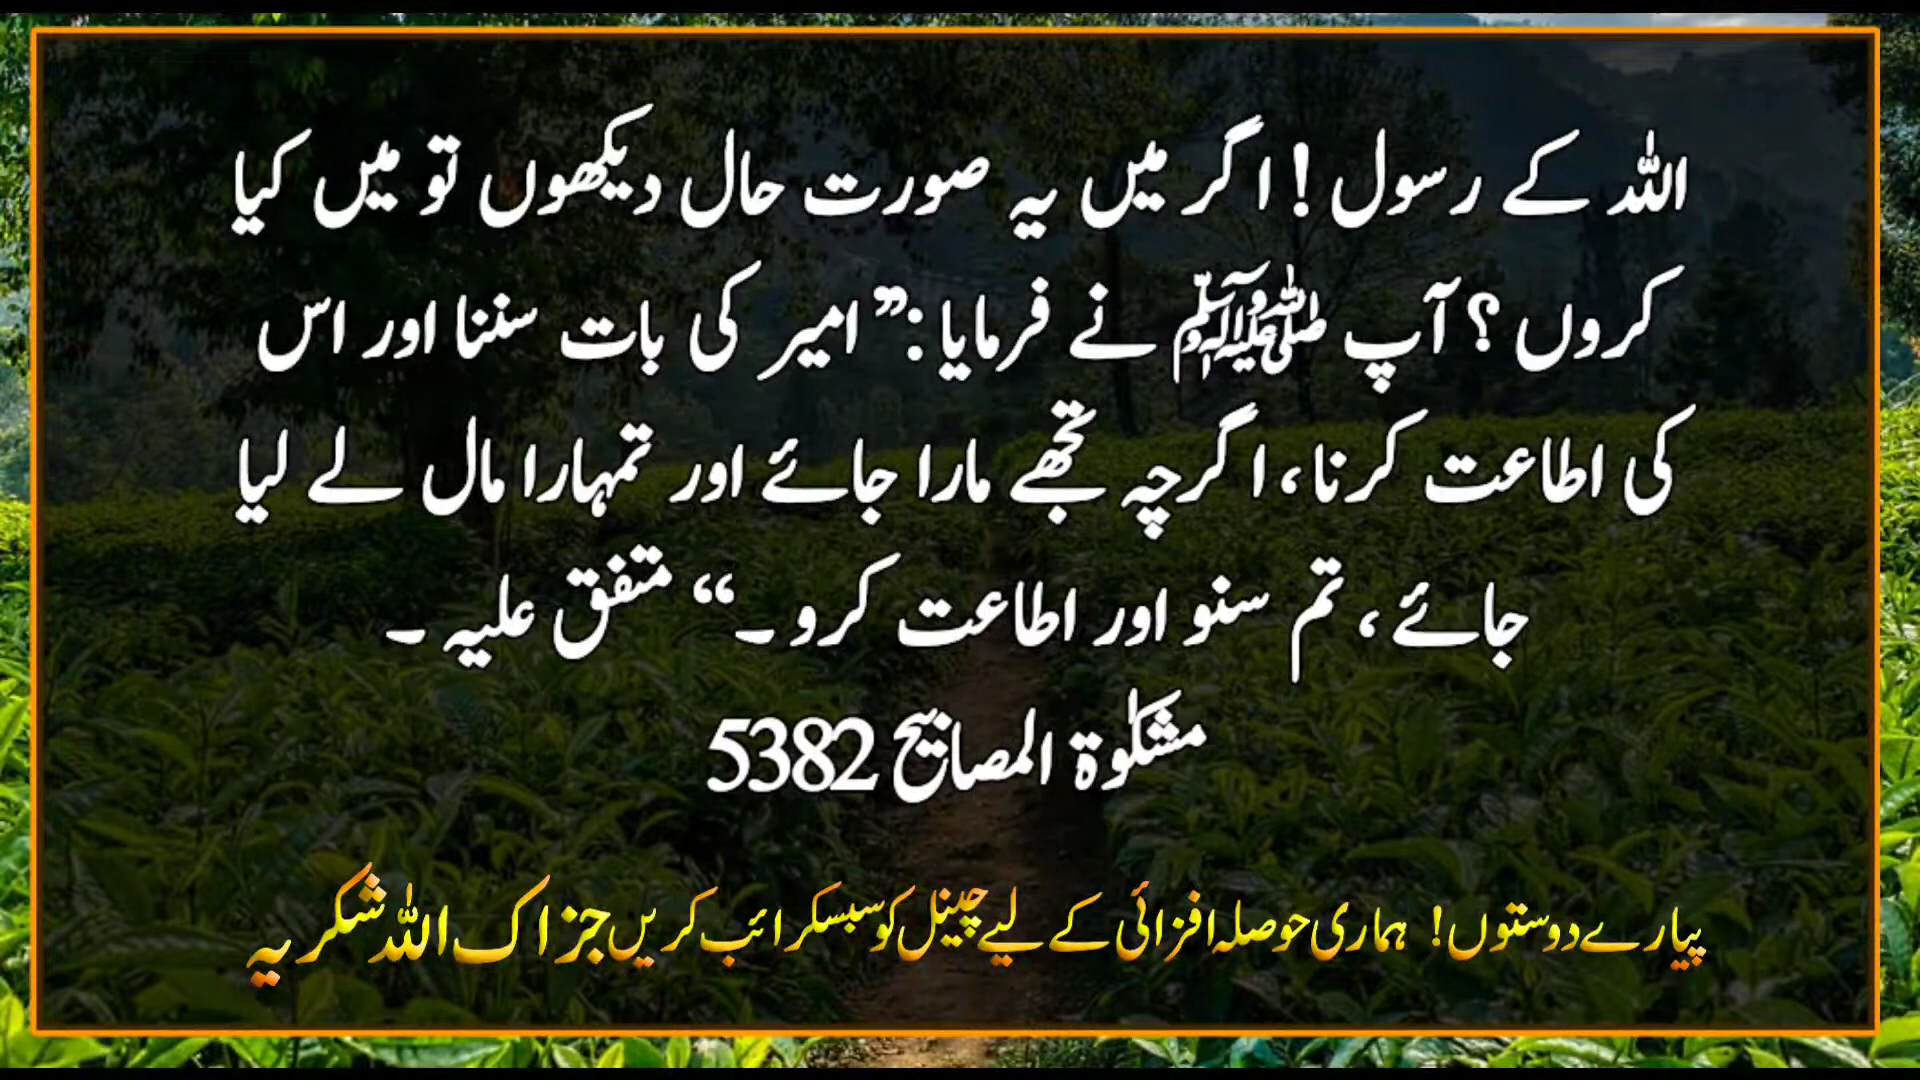 اللہ کے رسول ! اگر میں یہ صورت حال دیکھوں تو میں کیا
کروں ؟ آپ ﷺ نے فرمایا :” امیر کی بات سننا اور اس
کی اطاعت کرنا ، اگرچہ تجھے مارا جائے اور تمہارا مال لے لیا
جائے ، تم سنو اور اطاعت کرو ۔“ متفق علیہ ۔
مشکوٰۃ المصابیح 5382
پیارے دوستوں! ہماری حوصلہ افزائی کے لیے چینل کو سبسکرائب کریں جزاک اللہ شکریہ